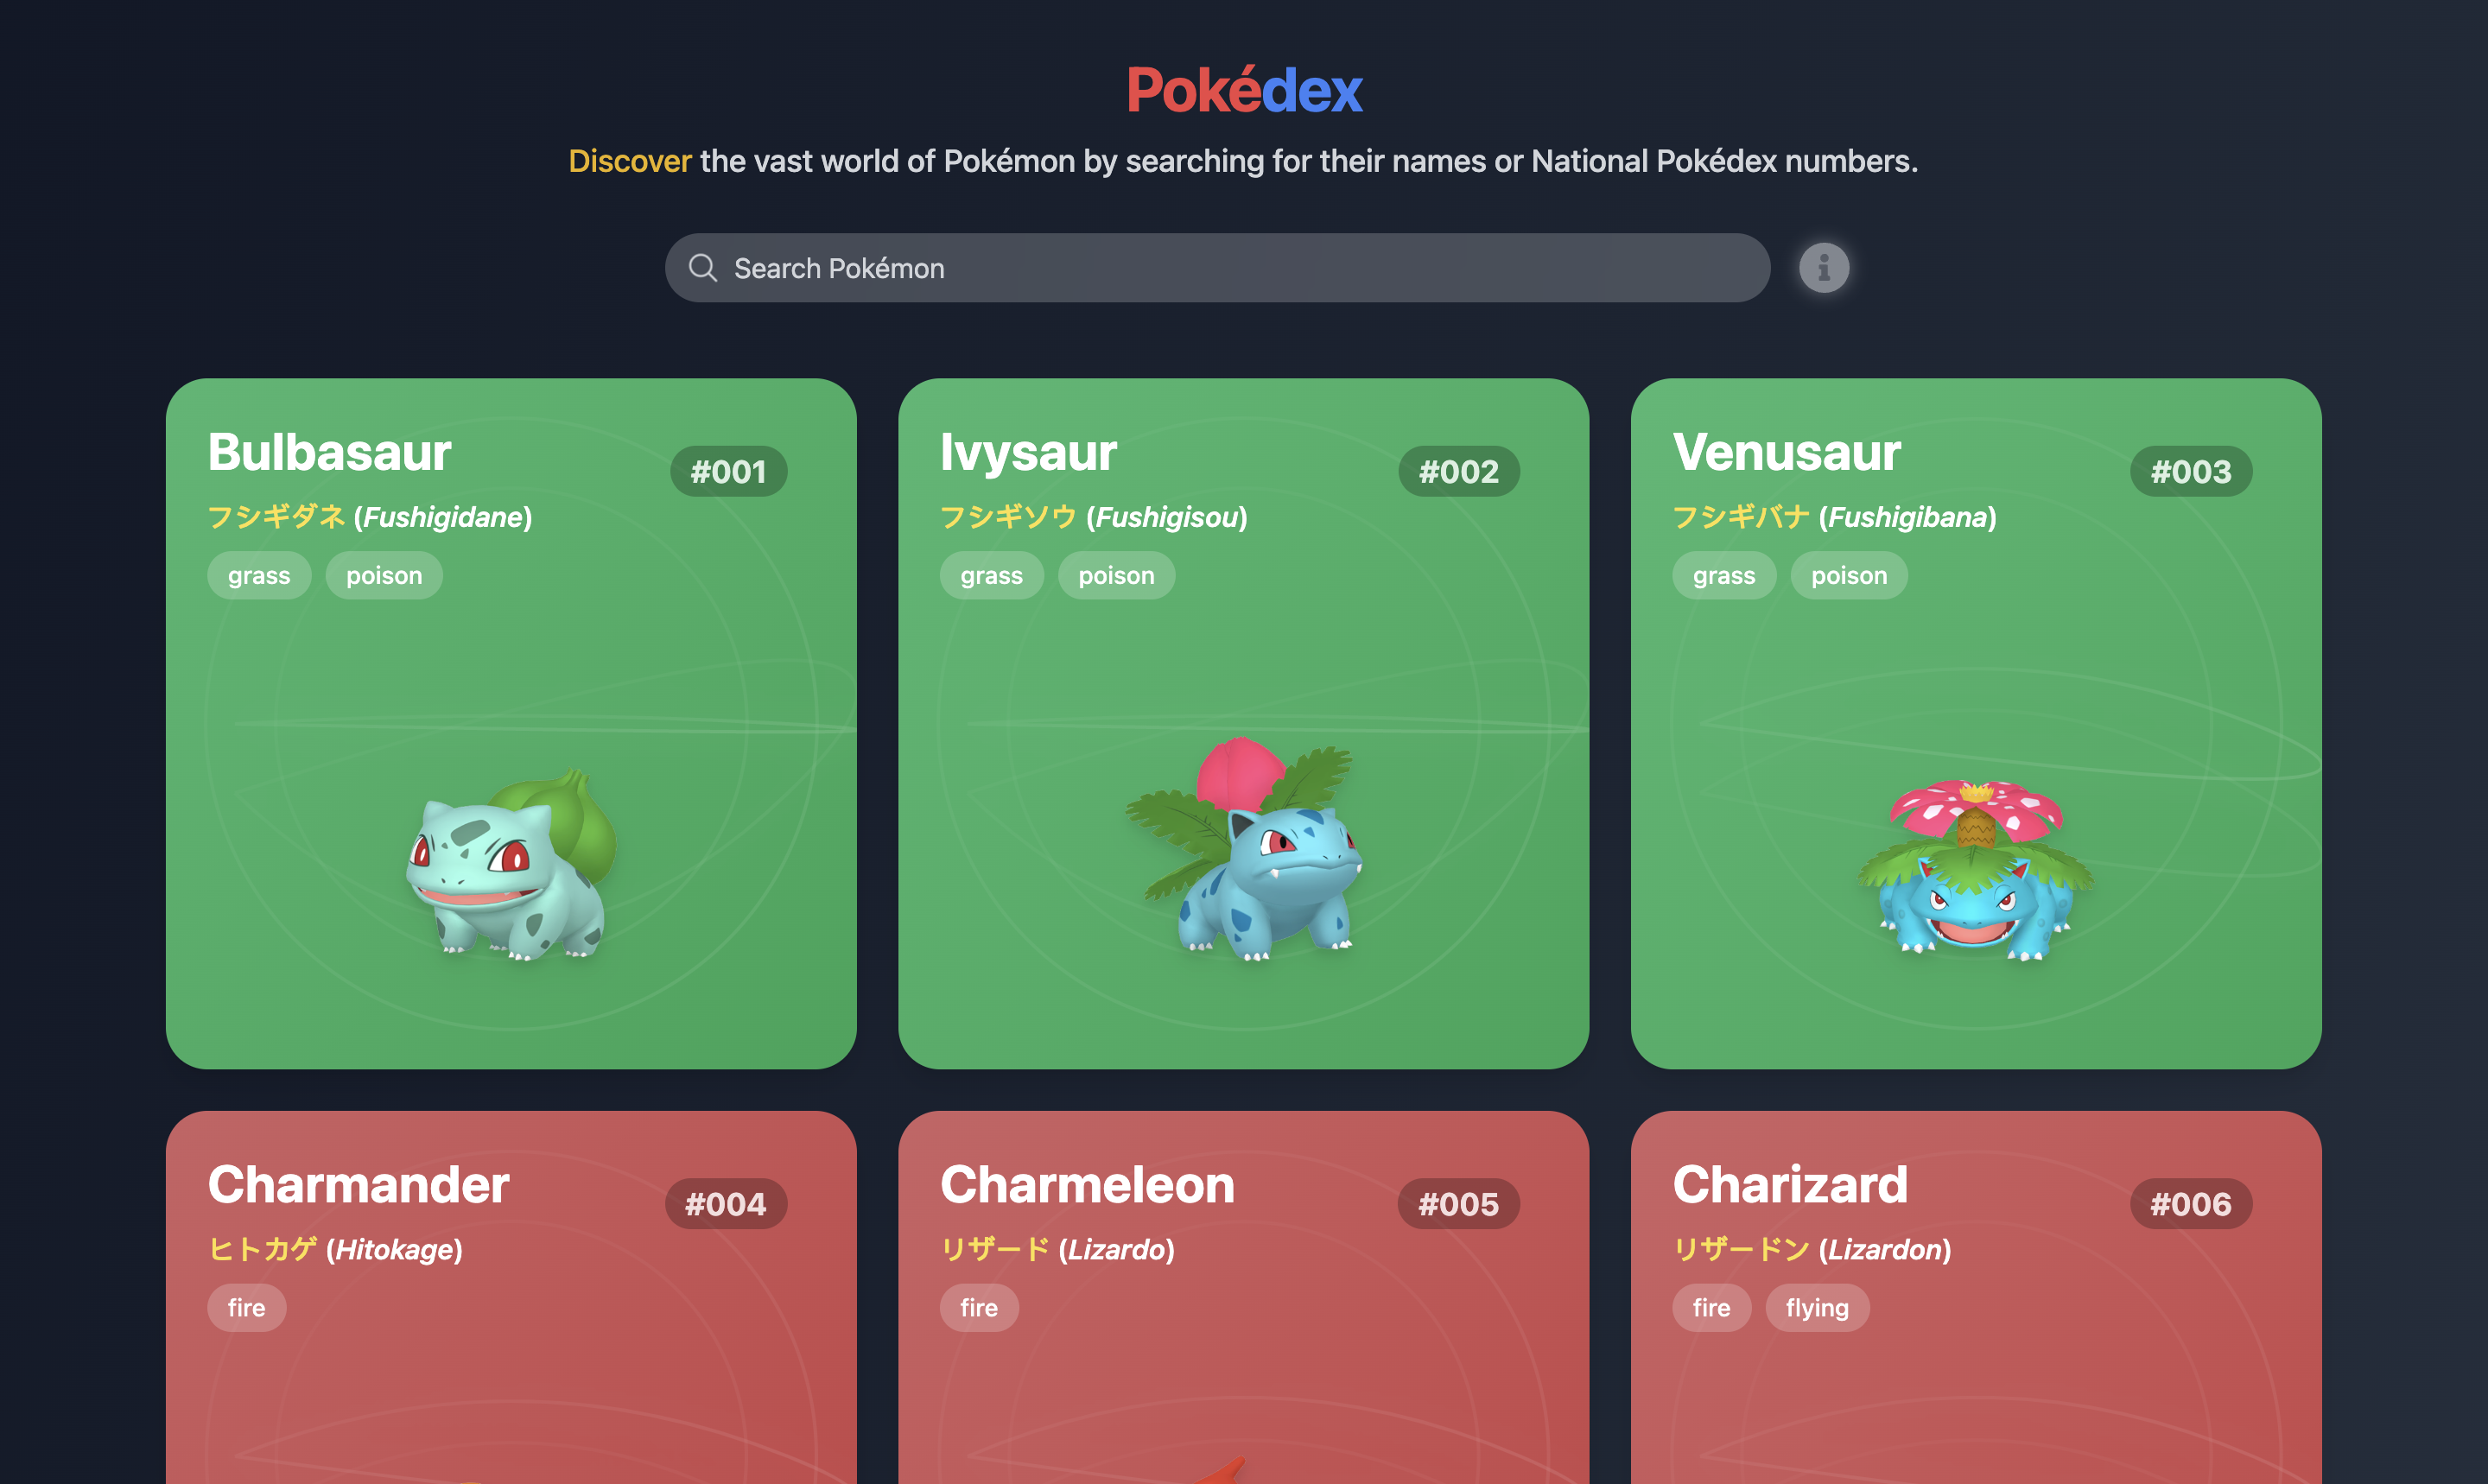 Pokédex
Discover the vast world of Pokémon by searching for their names or National Pokédex numbers.
Search Pokémon
Bulbasaur
#001
フシギダネ (Fushigidane)
grass poison
Ivysaur
#002
フシギソウ (Fushigisou)
grass poison
Venusaur
#003
フシギバナ (Fushigibana)
grass poison
Charmander
#004
ヒトカゲ (Hitokage)
fire
Charmeleon
#005
リザード (Lizardo)
fire
Charizard
#006
リザードン (Lizardon)
fire flying